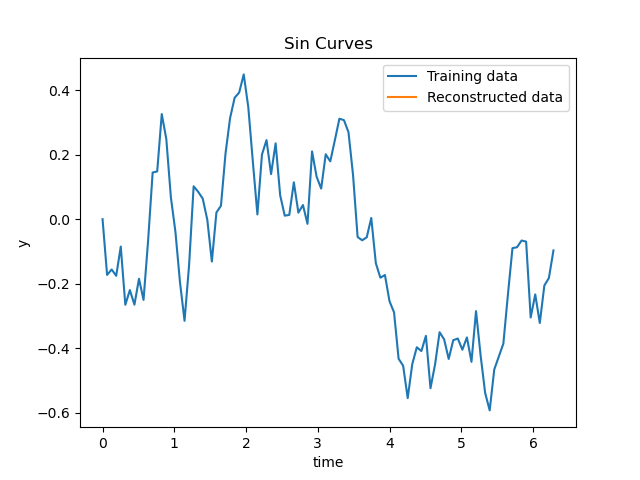 Sin Curves
Training data
Reconstructed data
0.4
0.2
0.0
−0.2
−0.4
−0.6
y
0 1 2 3 4 5 6
time